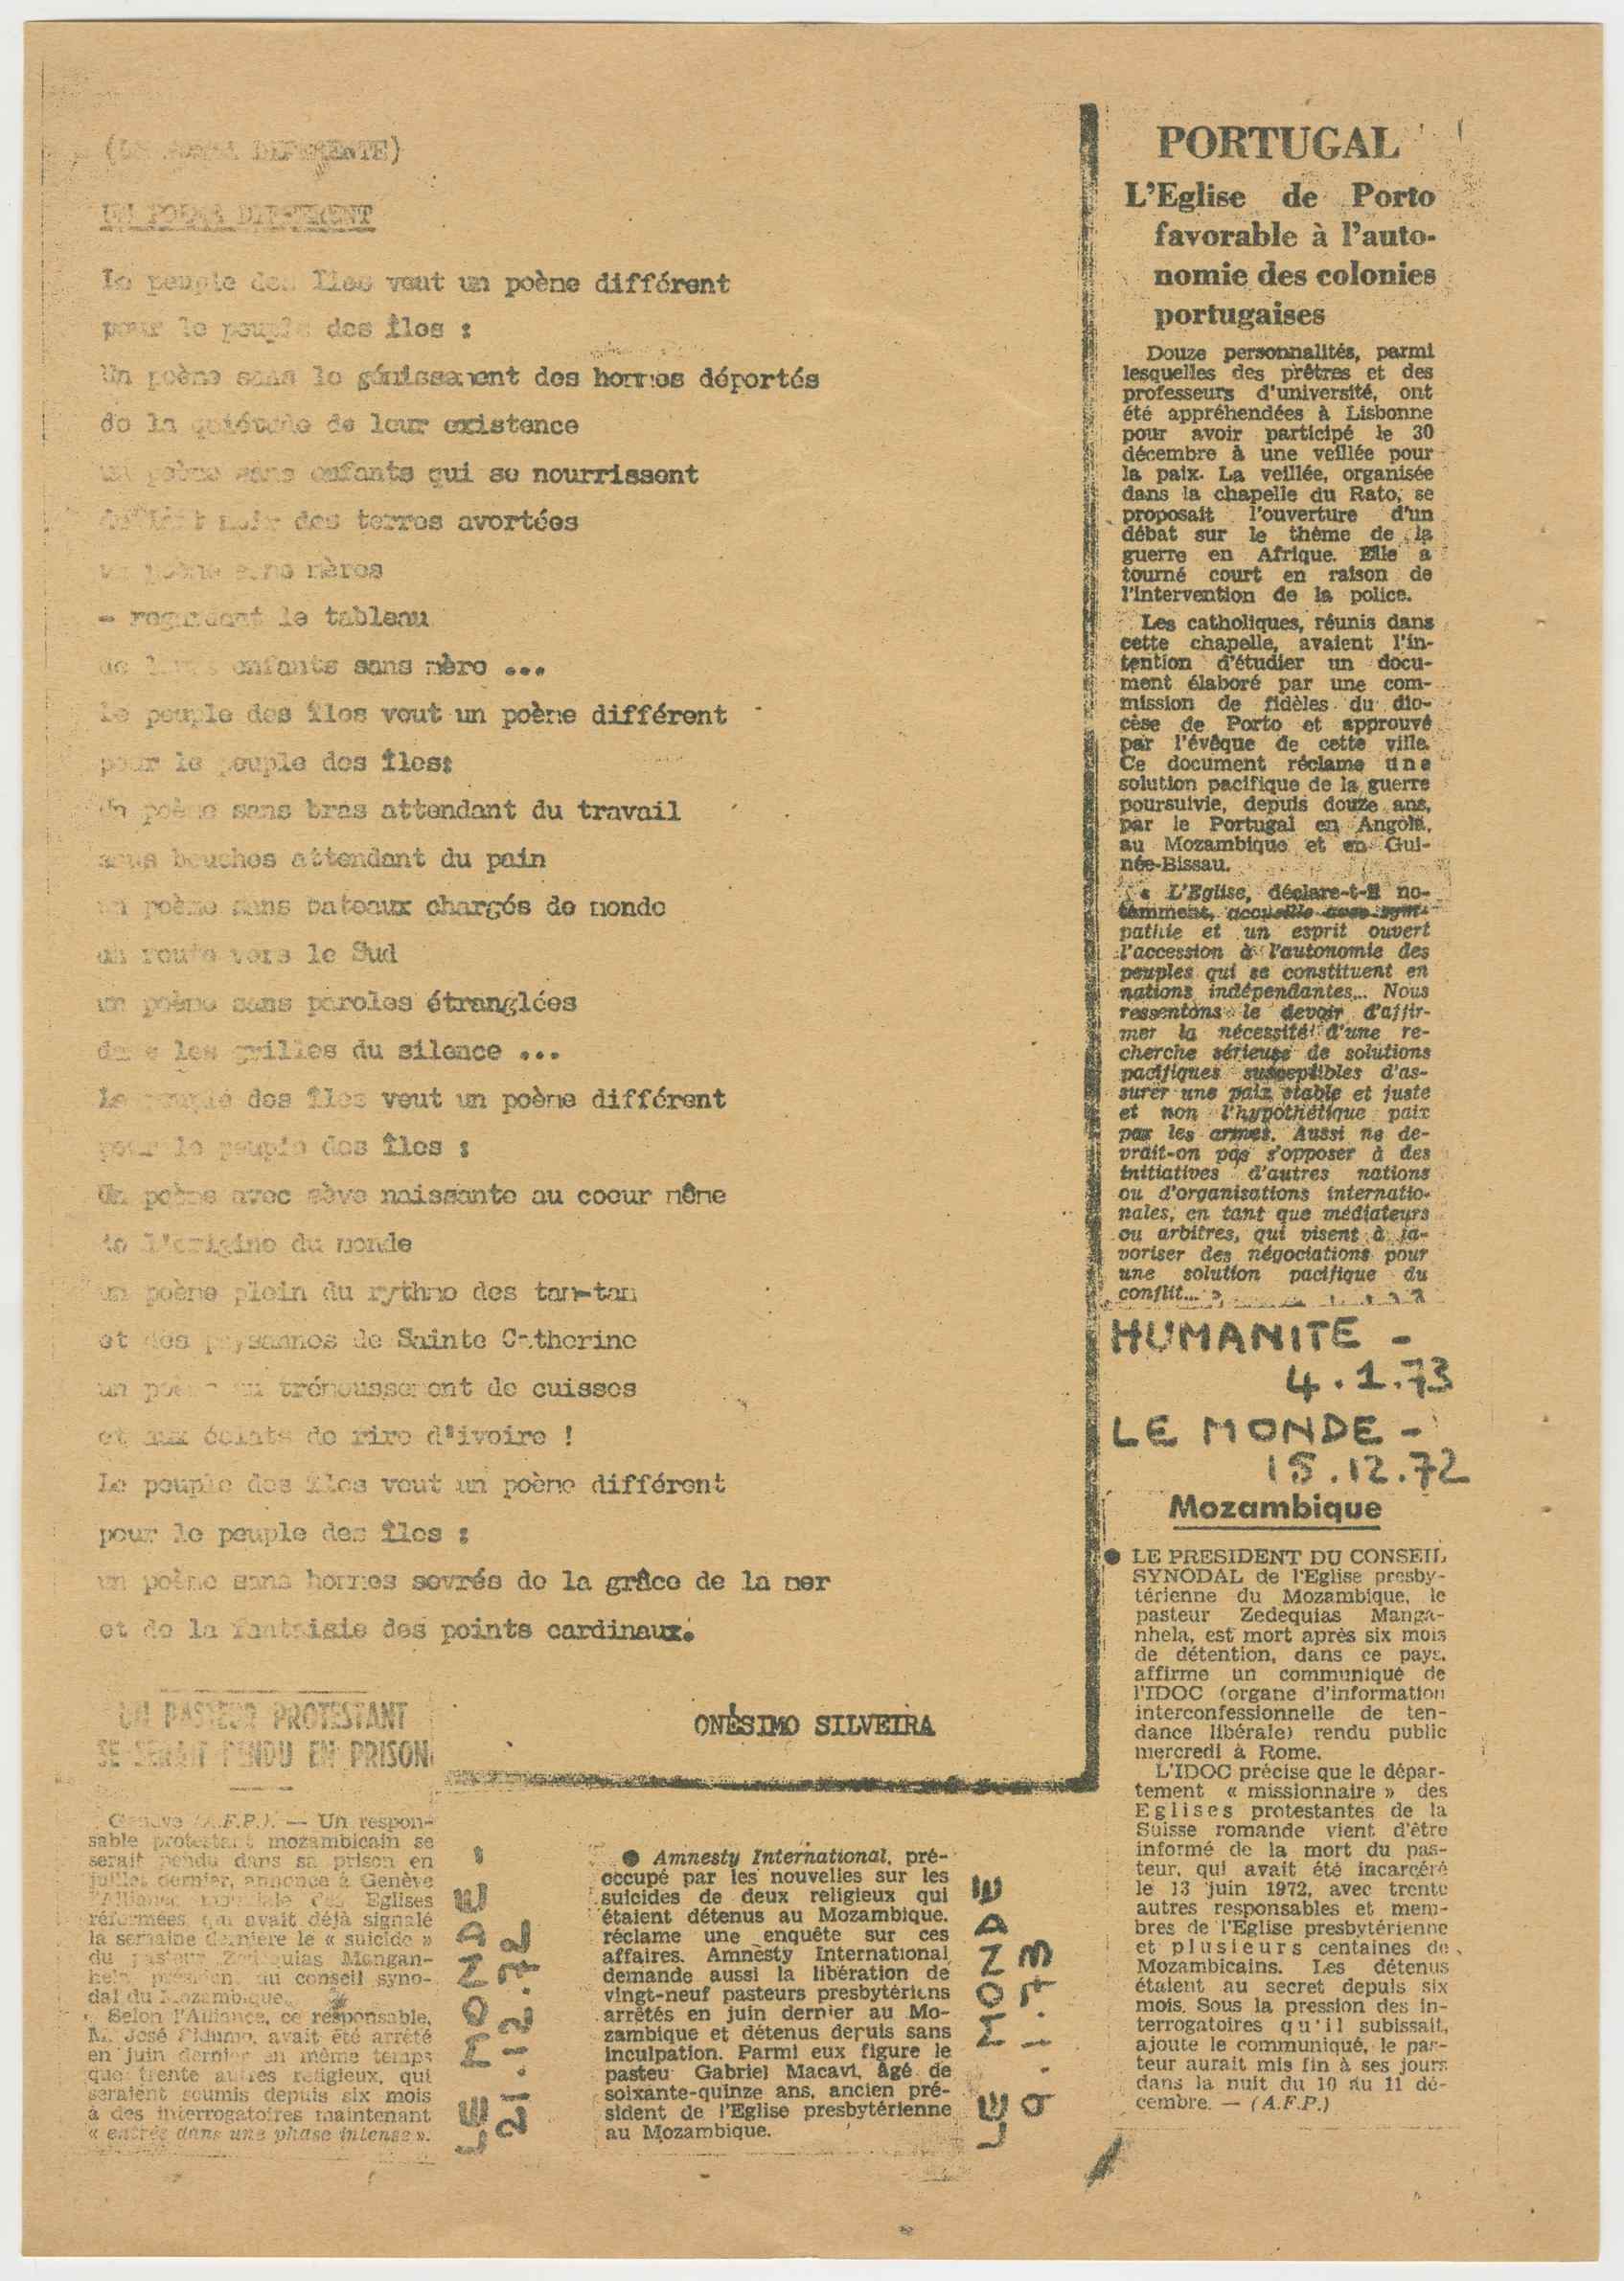 DIFERENTE)
UN POEMA DIFFERENT
Le peuple des Iles veut un poène différent
pour le peuple des îles :
Un poène sans le génissement des hommes déportés
de la quiétude de leur existence
un poène sans enfants qui se nourrissent
noir des terres avortées
un poène sans nères
- regardant le tableau
de leurs enfants sans nère ...
Le peuple des îles veut un poène différent
pour le peuple des îles:
Un poène sans bras attendant du travail
sans bouches attendant du pain
un poène sans bateaux chargés de nonde
en route vers le Sud
un poène sans paroles étranglées
dans les grilles du silence ...
Le peuple des îles veut un poène différent
pour le peuple des îles :
Un poène avec sève naissante au coeur nêne
de l'origine du nonde
un poène plein du rythno des tan-tan
et des paysannes de Sainte Catherine
un poène au trénoussement de cuisses
et aux éclats de rire d'ivoire !
Le peuple des îles veut un poène différent
pour le peuple des îles :
un poène sans hommes sevrés de la grâce de la ner
et de la fantaisie des points cardinaux.
ONÉSIMO SILVEIRA
UN PASTEUR PROTESTANT
SE SERAIT PENDU EN PRISON
Genève (A.F.P.). — Un respon-
sable protestant mozambicain se
serait pendu dans sa prison en
juillet dernier, annonce à Genève
l'Alliance mondiale des Eglises
réformées qui avait déjà signalé
la semaine dernière le « suicide »
du pasteur Zedequias Mangan-
hela, président du conseil syno-
dal du Mozambique.
Selon l'Alliance, ce responsable,
M. José Sidumo, avait été arrêté
en juin dernier en même temps
que trente autres religieux, qui
seraient soumis depuis six mois
à des interrogatoires maintenant
« entrés dans une phase intense ».
LE MONDE
21.12.72
● Amnesty International, pré-
occupé par les nouvelles sur les
suicides de deux religieux qui
étaient détenus au Mozambique,
réclame une enquête sur ces
affaires. Amnesty International
demande aussi la libération de
vingt-neuf pasteurs presbytériens
arrêtés en juin dernier au Mo-
zambique et détenus depuis sans
inculpation. Parmi eux figure le
pasteu Gabriel Macavi, âgé de
soixante-quinze ans, ancien pré-
sident de l'Eglise presbytérienne
au Mozambique.
LE MONDE
9.1.73
PORTUGAL
L'Eglise de Porto
favorable à l'auto-
nomie des colonies
portugaises
Douze personnalités, parmi
lesquelles des prêtres et des
professeurs d'université, ont
été appréhendées à Lisbonne
pour avoir participé le 30
décembre à une veillée pour
la paix. La veillée, organisée
dans la chapelle du Rato, se
proposait l'ouverture d'un
débat sur le thème de la
guerre en Afrique. Elle a
tourné court en raison de
l'intervention de la police.
Les catholiques, réunis dans
cette chapelle, avaient l'in-
tention d'étudier un docu-
ment élaboré par une com-
mission de fidèles du dio-
cèse de Porto et approuvé
par l'évêque de cette ville.
Ce document réclame une
solution pacifique de la guerre
poursuivie, depuis douze ans,
par le Portugal en Angola,
au Mozambique et en Gui-
née-Bissau.
« L'Eglise, déclare-t-il no-
tamment, accueille avec sym-
pathie et un esprit ouvert
l'accession à l'autonomie des
peuples qui se constituent en
nations indépendantes... Nous
ressentons le devoir d'affir-
mer la nécessité d'une re-
cherche sérieuse de solutions
pacifiques susceptibles d'as-
surer une paix stable et juste
et non l'hypothétique paix
par les armes. Aussi ne de-
vrait-on pas s'opposer à des
initiatives d'autres nations
ou d'organisations internatio-
nales, en tant que médiateurs
ou arbitres, qui visent à fa-
voriser des négociations pour
une solution pacifique du
conflit... »
HUMANITE -
4.1.73
LE MONDE -
15.12.72
Mozambique
● LE PRESIDENT DU CONSEIL
SYNODAL de l'Eglise presby-
térienne du Mozambique, le
pasteur Zedequias Manga-
nhela, est mort après six mois
de détention, dans ce pays,
affirme un communiqué de
l'IDOC (organe d'information
interconfessionnelle de ten-
dance libérale) rendu public
mercredi à Rome.
L'IDOC précise que le dépar-
tement « missionnaire » des
Eglises protestantes de la
Suisse romande vient d'être
informé de la mort du pas-
teur, qui avait été incarcéré
le 13 juin 1972, avec trente
autres responsables et mem-
bres de l'Eglise presbytérienne
et plusieurs centaines de
Mozambicains. Les détenus
étaient au secret depuis six
mois. Sous la pression des in-
terrogatoires qu'il subissait,
ajoute le communiqué, le pas-
teur aurait mis fin à ses jours
dans la nuit du 10 au 11 dé-
cembre. — (A.F.P.)